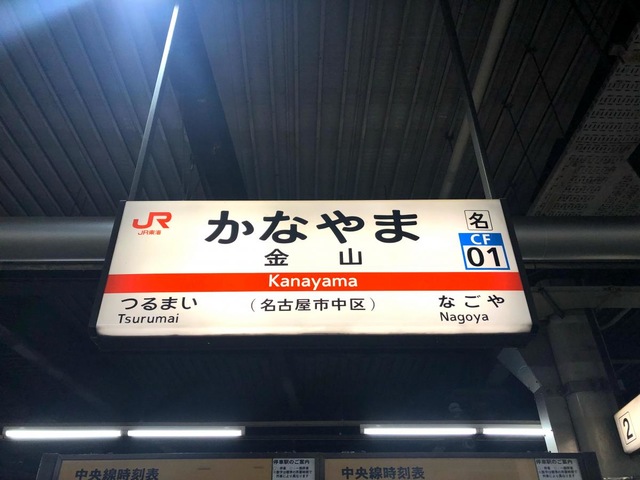 JR
JR東海
かなやま
金山
名
CF
01
Kanayama
つるまい
Tsurumai
(名古屋市中区)
なごや
Nagoya
2
中央線時刻表
中央線時刻表